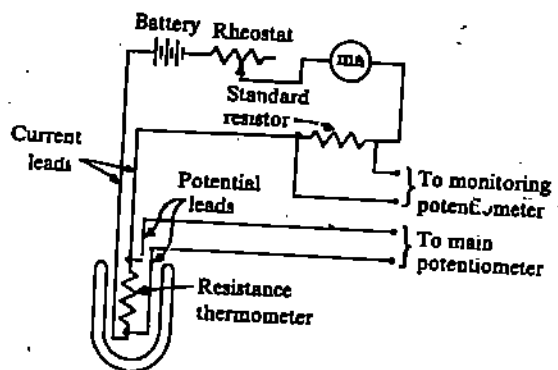 Battery
Rheostat
mA
Standard
resistor
Current
leads
Potential
leads
To monitoring
potentiometer
To main
potentiometer
Resistance
thermometer